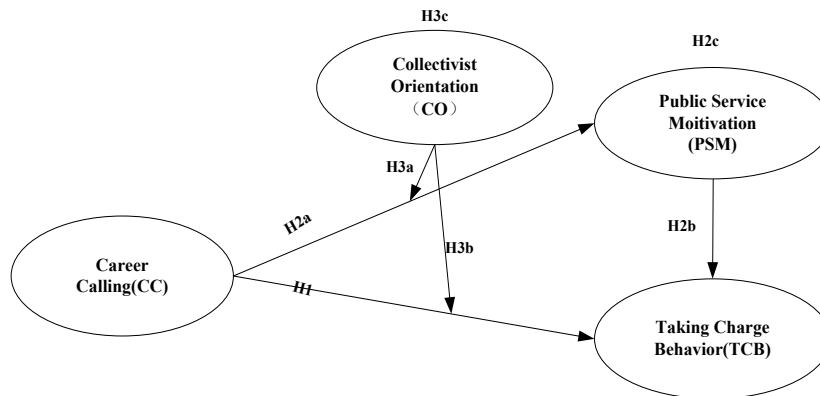 H3c
Collectivist
Orientation
（CO）
H2c
Public Service
Moitivation
(PSM)
H3a
H2a
H3b
H2b
Career
Calling(CC)
H1
Taking Charge
Behavior(TCB)